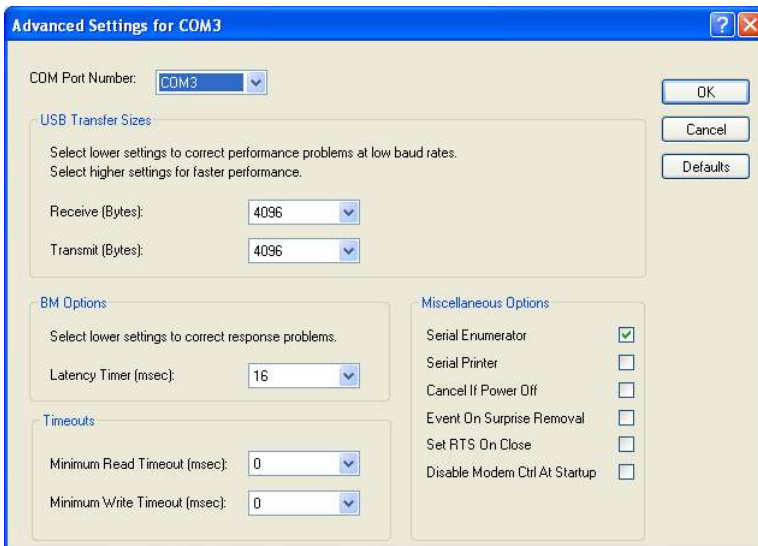 Advanced Settings for COM3
COM Port Number: COM3
OK
Cancel
Defaults
USB Transfer Sizes
Select lower settings to correct performance problems at low baud rates.
Select higher settings for faster performance.
Receive (Bytes): 4096
Transmit (Bytes): 4096
BM Options
Select lower settings to correct response problems.
Latency Timer (msec): 16
Timeouts
Minimum Read Timeout (msec): 0
Minimum Write Timeout (msec): 0
Miscellaneous Options
Serial Enumerator
Serial Printer
Cancel If Power Off
Event On Surprise Removal
Set RTS On Close
Disable Modem Ctrl At Startup